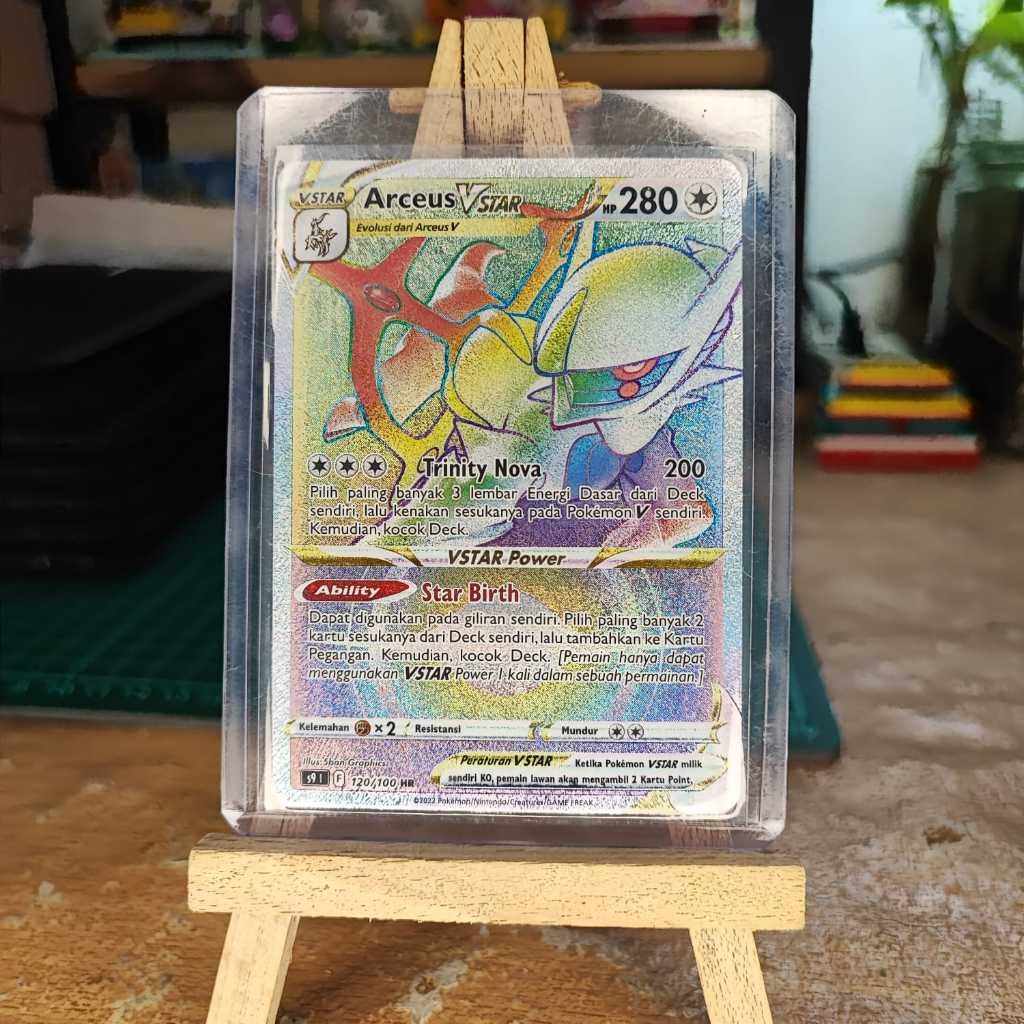 VSTAR
Arceus VSTAR HP 280
Evolusi dari Arceus V
Trinity Nova 200
Pilih paling banyak 3 lembar Energi Dasar dari Deck
sendiri, lalu kenakan sesukanya pada Pokémon V sendiri.
Kemudian, kocok Deck.
VSTAR Power
Ability Star Birth
Dapat digunakan pada giliran sendiri. Pilih paling banyak 2
kartu sesukanya dari Deck sendiri, lalu tambahkan ke Kartu
Pegangan. Kemudian, kocok Deck. [Pemain hanya dapat
menggunakan VSTAR Power 1 kali dalam sebuah permainan.]
Kelemahan ×2 Resistansi Mundur
Illus. 5ban Graphics
Peraturan VSTAR Ketika Pokémon VSTAR milik
sendiri KO, pemain lawan akan mengambil 2 Kartu Point.
s9 I F 120/100 HR
©2022 Pokémon/Nintendo/Creatures/GAME FREAK